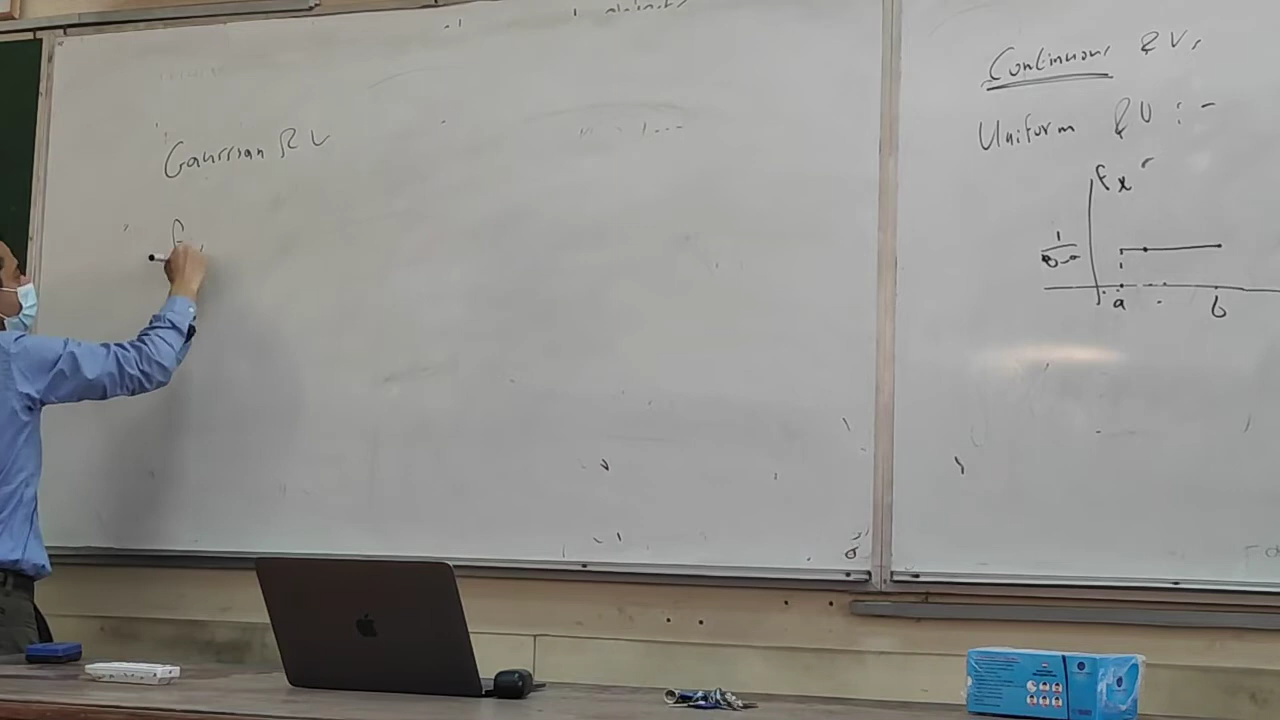 Gaussian RV
f
Continuous RVs
Uniform RV :-
fx
1
b-a
a
b